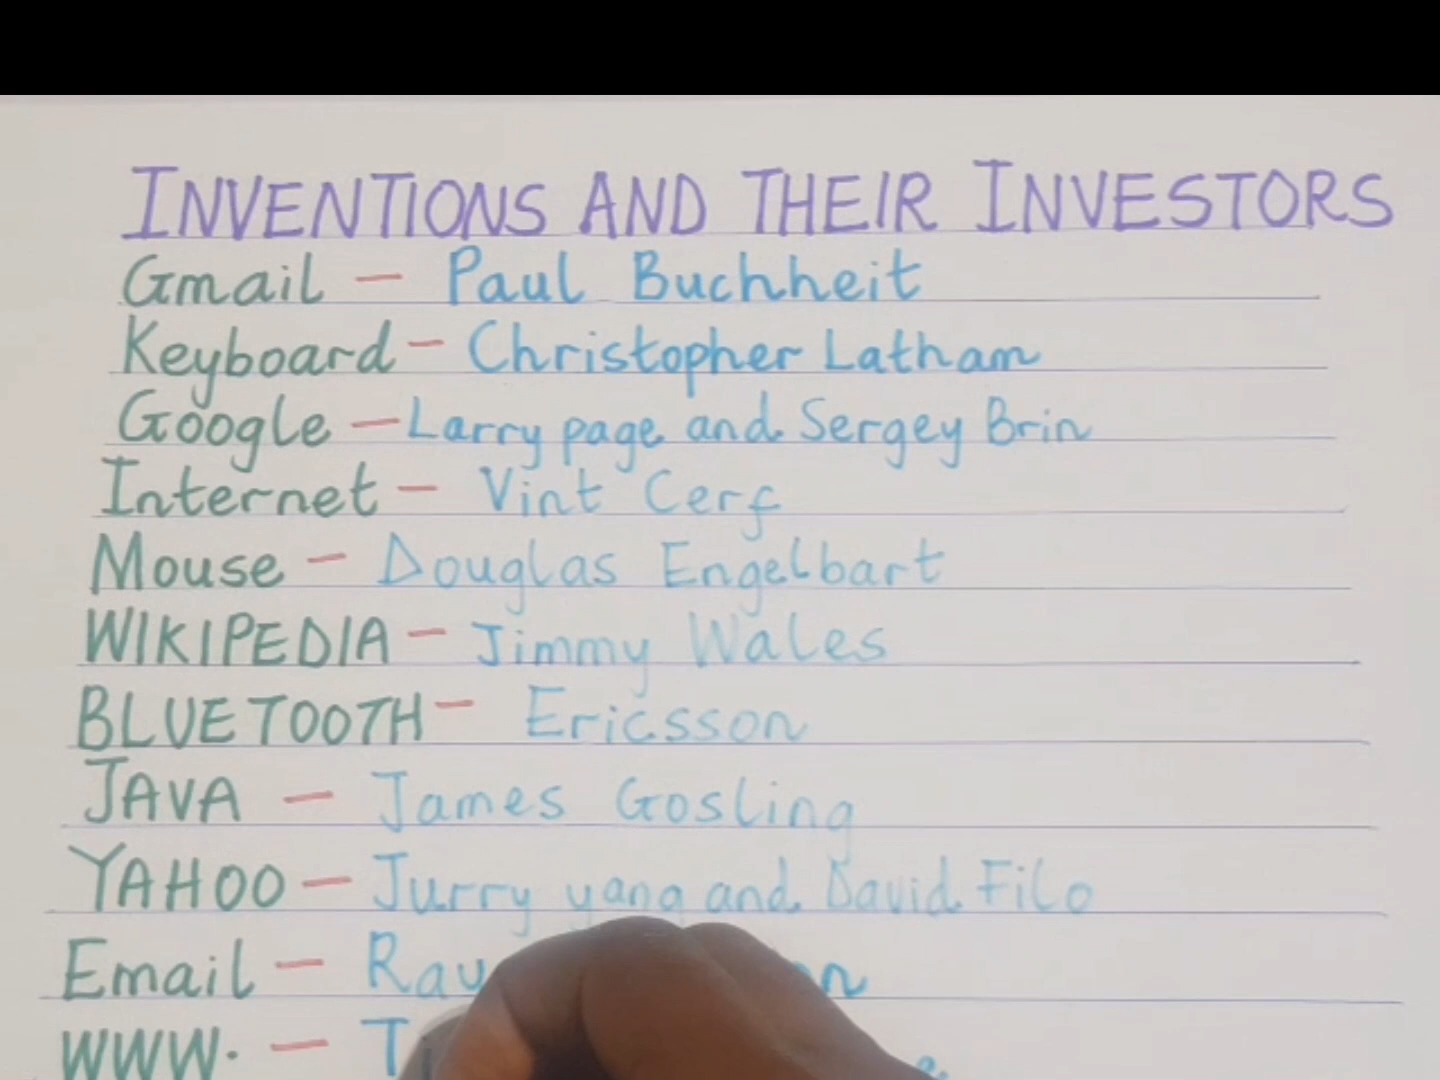 INVENTIONS AND THEIR INVESTORS
Gmail — Paul Buchheit
Keyboard — Christopher Latham
Google — Larry page and Sergey Brin
Internet — Vint Cerf
Mouse — Douglas Engelbart
WIKIPEDIA — Jimmy Wales
BLUETOOTH — Ericsson
JAVA — James Gosling
YAHOO — Jurry yang and David Filo
Email —
WWW. —